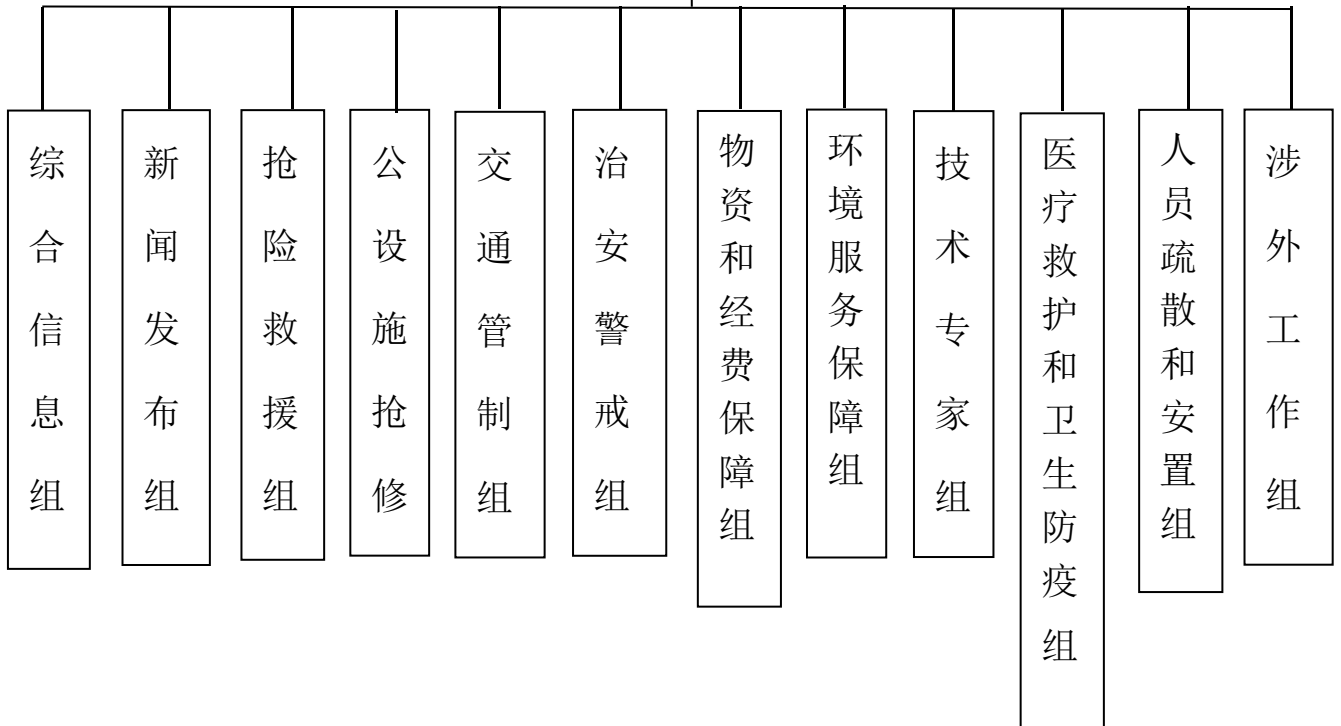 综合信息组
新闻发布组
抢险救援组
公设施抢修
交通管制组
治安警戒组
物资和经费保障组
环境服务保障组
技术专家组
医疗救护和卫生防疫组
人员疏散和安置组
涉外工作组